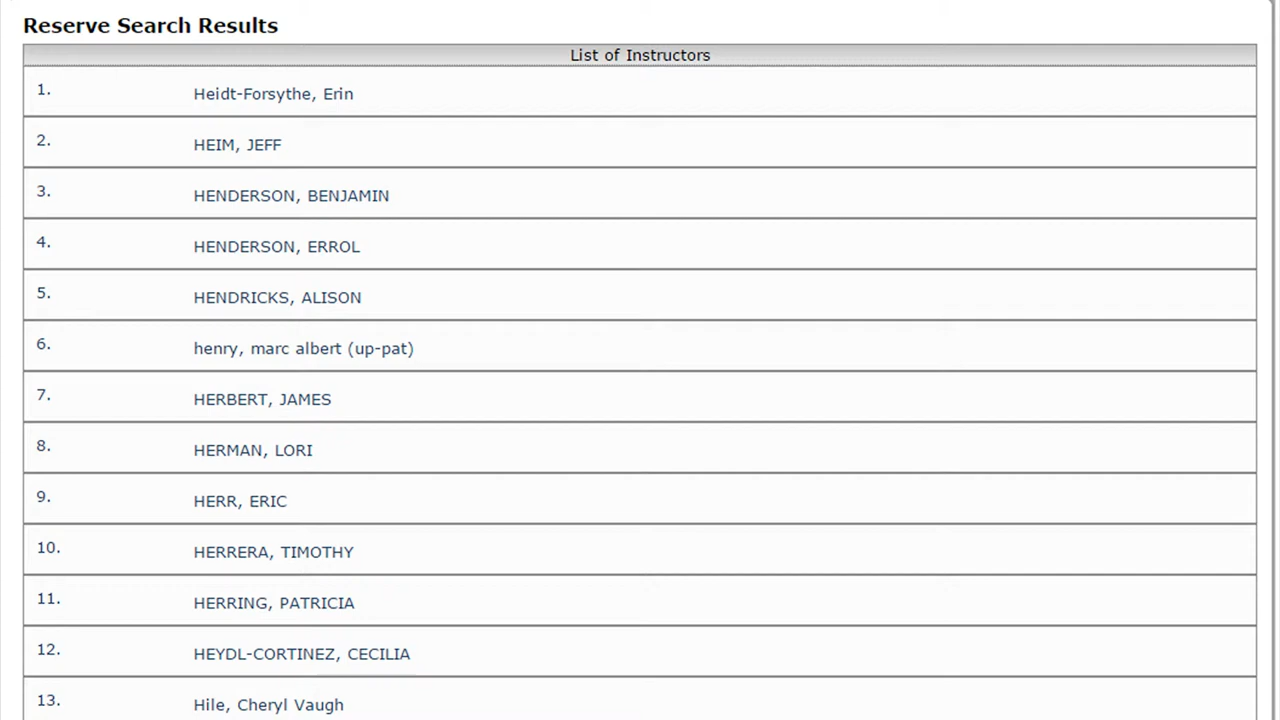 Reserve Search Results
List of Instructors
1. Heidt-Forsythe, Erin
2. HEIM, JEFF
3. HENDERSON, BENJAMIN
4. HENDERSON, ERROL
5. HENDRICKS, ALISON
6. henry, marc albert (up-pat)
7. HERBERT, JAMES
8. HERMAN, LORI
9. HERR, ERIC
10. HERRERA, TIMOTHY
11. HERRING, PATRICIA
12. HEYDL-CORTINEZ, CECILIA
13. Hile, Cheryl Vaugh